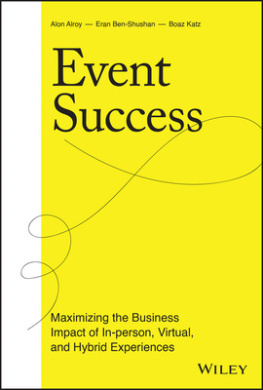 Alon Alroy — Eran Ben-Shushan — Boaz Katz
Event
Success
Maximizing the Business
Impact of In-person, Virtual,
and Hybrid Experiences
WILEY